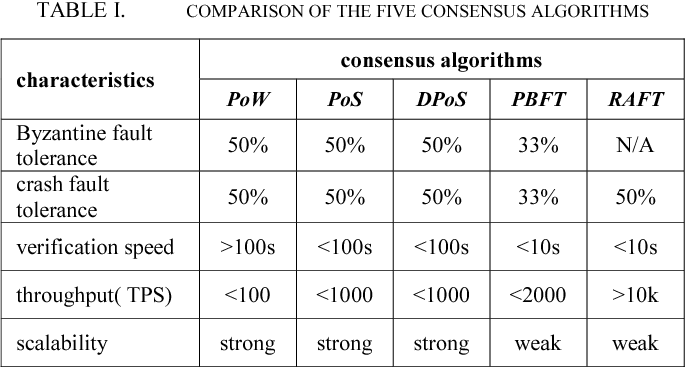 TABLE I. COMPARISON OF THE FIVE CONSENSUS ALGORITHMS
characteristics consensus algorithms
PoW PoS DPoS PBFT RAFT
Byzantine fault
tolerance 50% 50% 50% 33% N/A
crash fault
tolerance 50% 50% 50% 33% 50%
verification speed >100s <100s <100s <10s <10s
throughput( TPS) <100 <1000 <1000 <2000 >10k
scalability strong strong strong weak weak